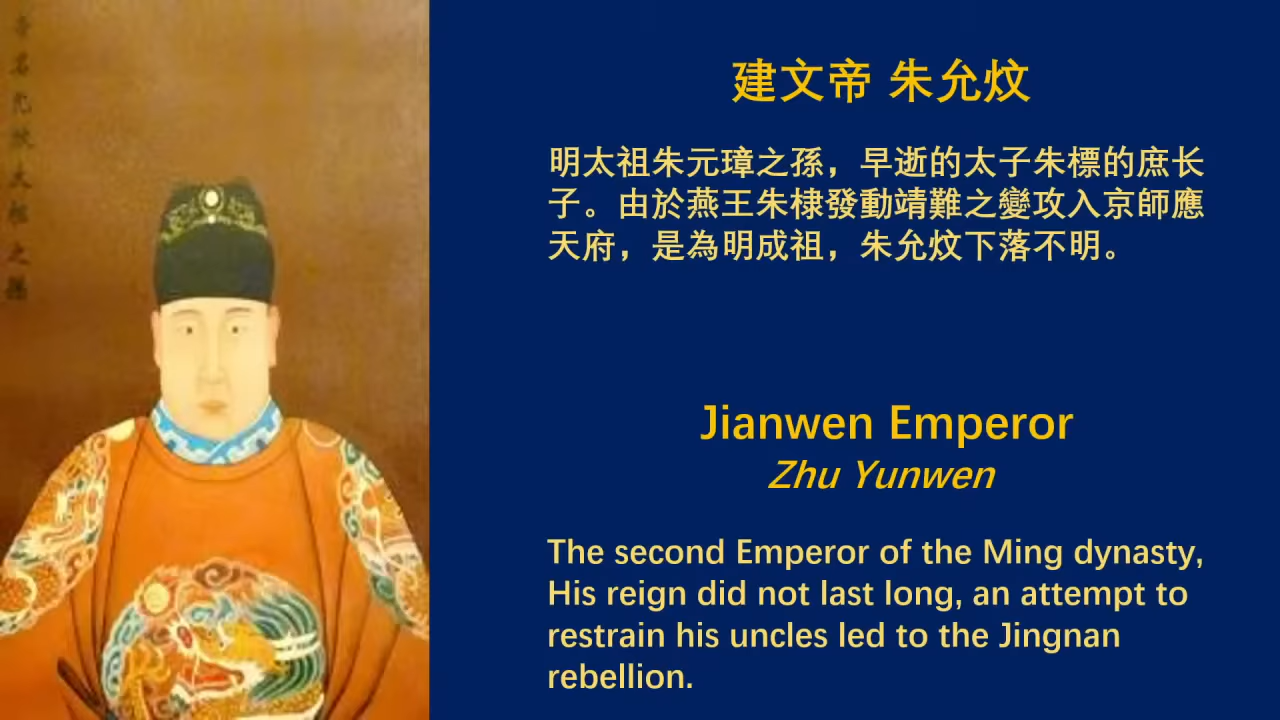 建文帝 朱允炆
明太祖朱元璋之孫，早逝的太子朱標的庶长
子。由於燕王朱棣發動靖難之變攻入京師應
天府，是為明成祖，朱允炆下落不明。
Jianwen Emperor
Zhu Yunwen
The second Emperor of the Ming dynasty,
His reign did not last long, an attempt to
restrain his uncles led to the Jingnan
rebellion.